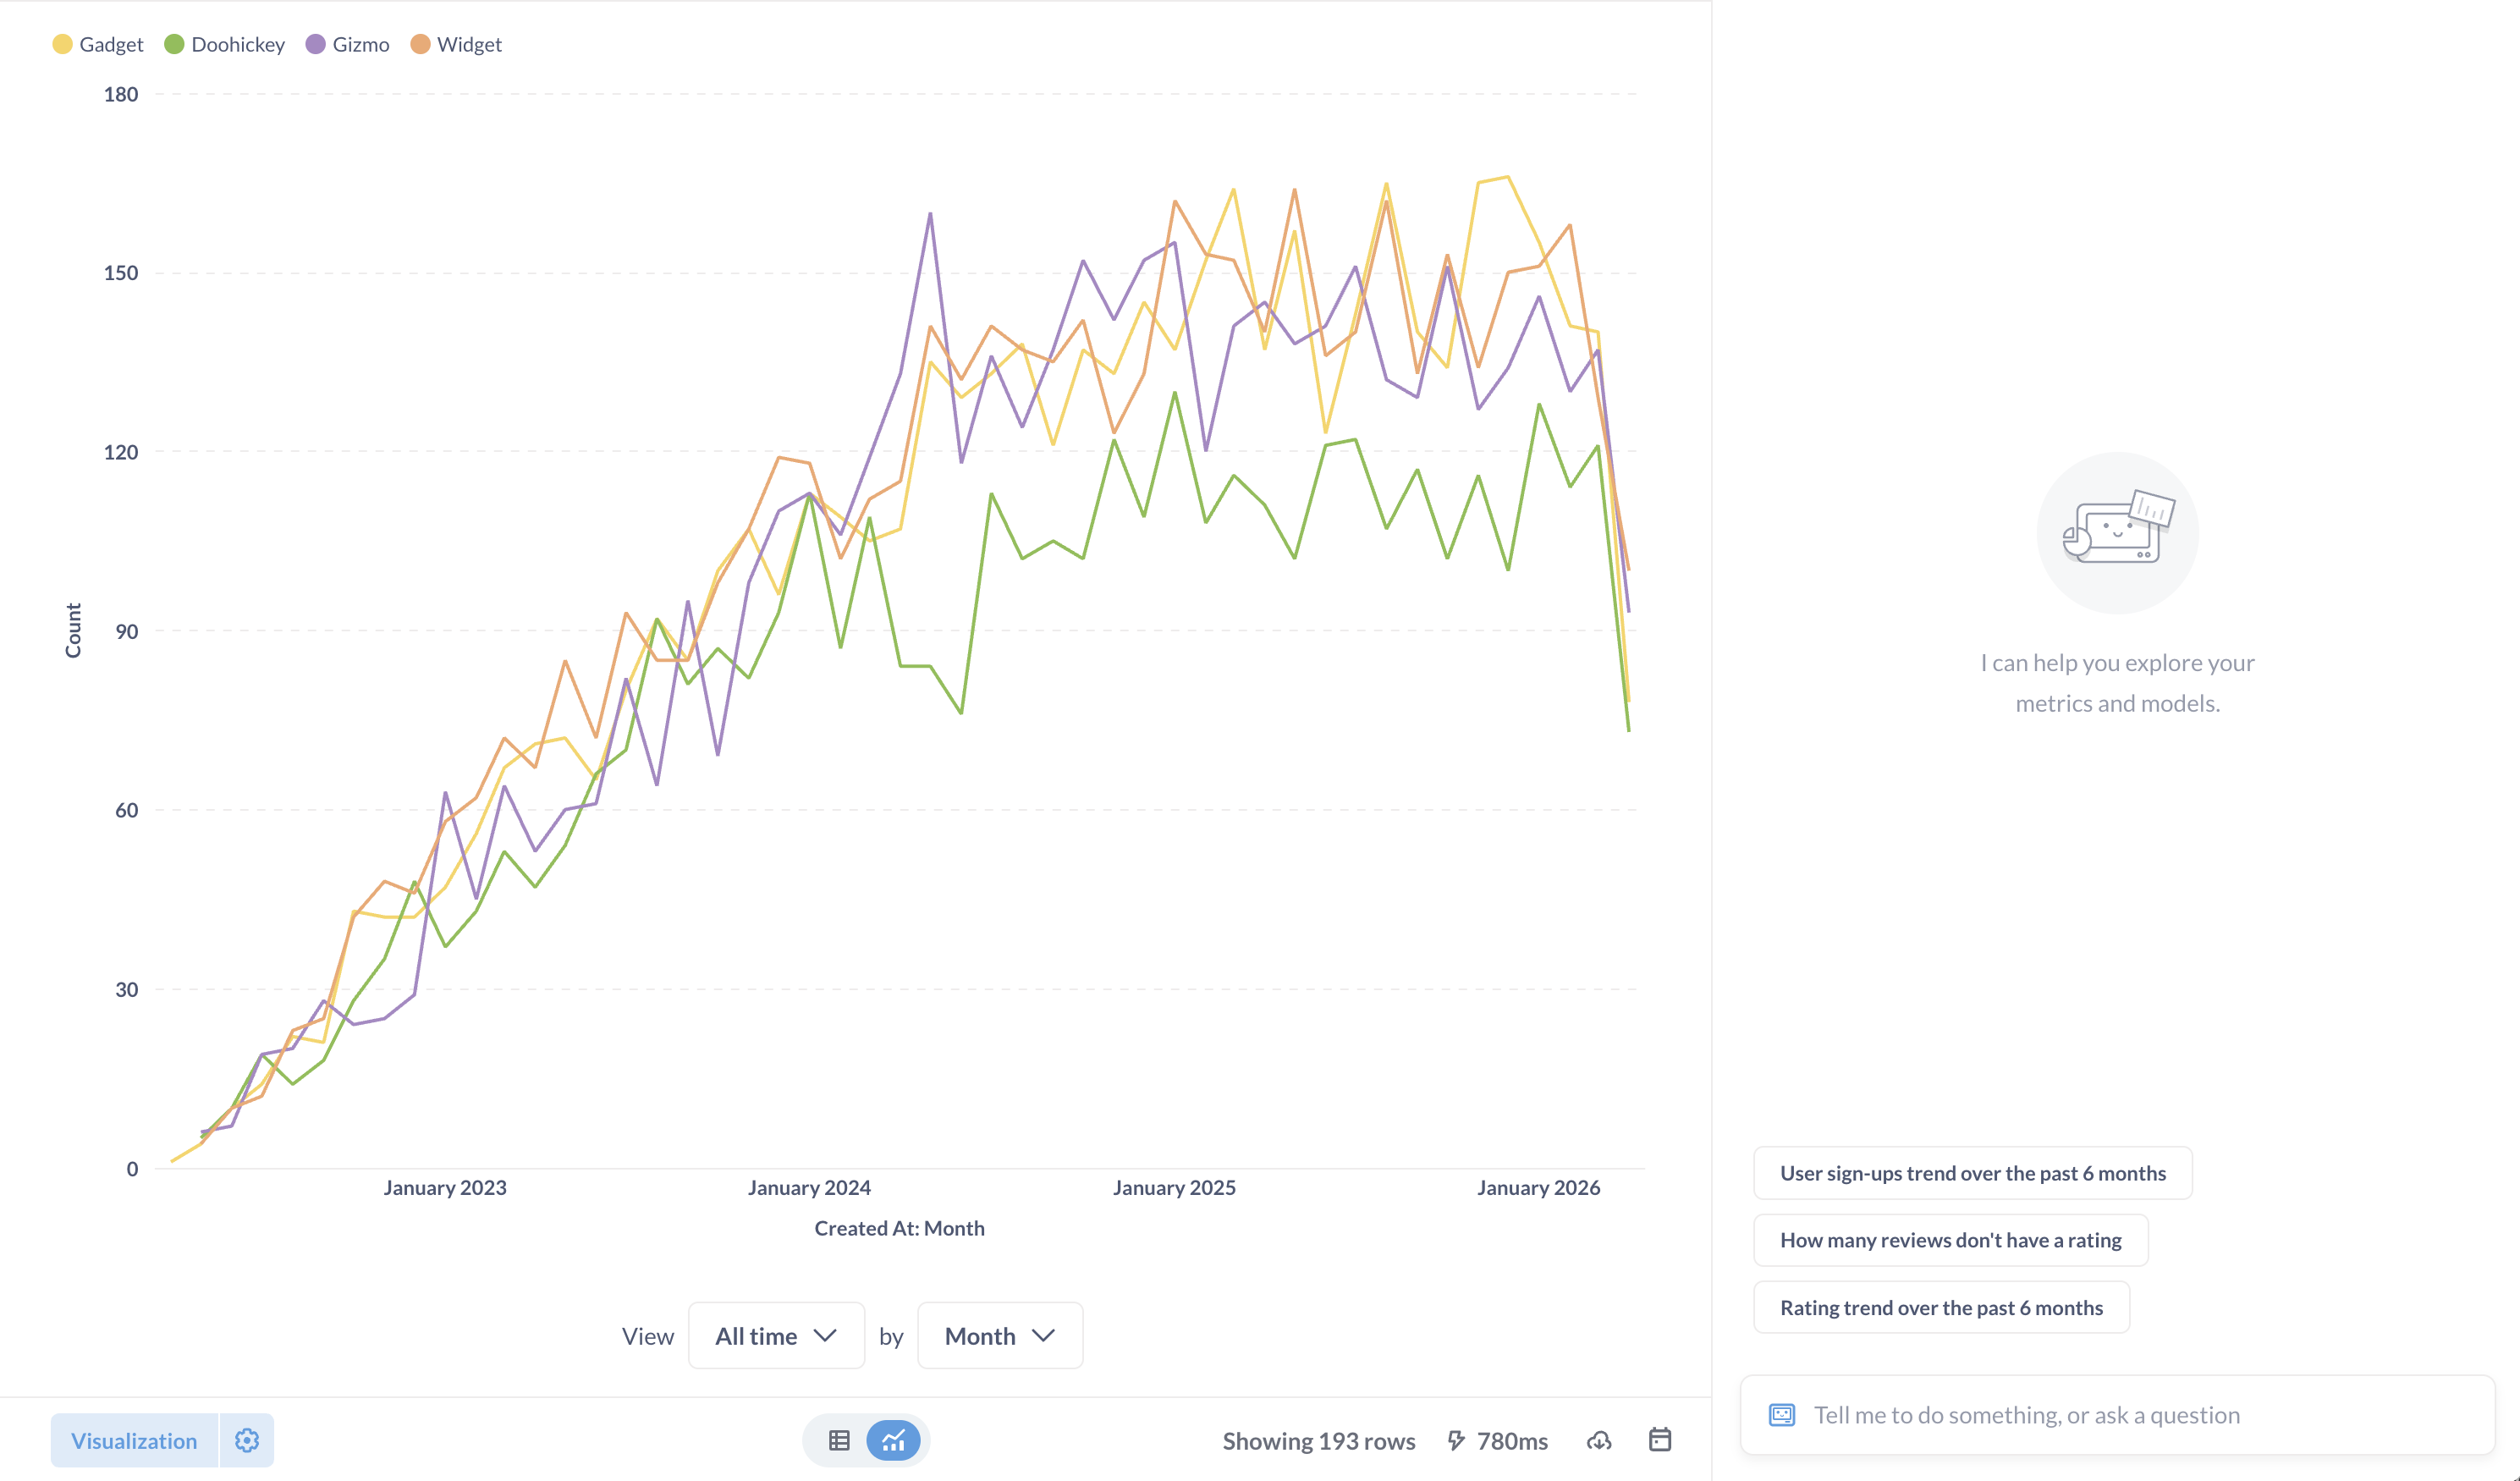 Gadget Doohickey Gizmo Widget
180
150
120
90
60
30
0
Count
January 2023 January 2024 January 2025 January 2026
Created At: Month
View All time by Month
Visualization
Showing 193 rows 780ms
I can help you explore your
metrics and models.
User sign-ups trend over the past 6 months
How many reviews don't have a rating
Rating trend over the past 6 months
Tell me to do something, or ask a question